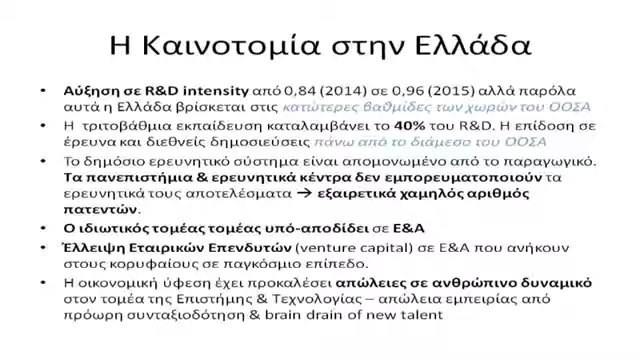 Η Καινοτομία στην Ελλάδα
• Αύξηση σε R&D intensity από 0,84 (2014) σε 0,96 (2015) αλλά παρόλα
αυτά η Ελλάδα βρίσκεται στις κατώτερες βαθμίδες των χωρών του ΟΟΣΑ
• Η τριτοβάθμια εκπαίδευση καταλαμβάνει το 40% του R&D. Η επίδοση σε
έρευνα και διεθνείς δημοσιεύσεις πάνω από το διάμεσο του ΟΟΣΑ
• Το δημόσιο ερευνητικό σύστημα είναι απομονωμένο από το παραγωγικό.
Τα πανεπιστήμια & ερευνητικά κέντρα δεν εμπορευματοποιούν τα
ερευνητικά τους αποτελέσματα → εξαιρετικά χαμηλός αριθμός
πατεντών.
• Ο ιδιωτικός τομέας τομέας υπό-αποδίδει σε Ε&Α
• Έλλειψη Εταιρικών Επενδυτών (venture capital) σε Ε&Α που ανήκουν
στους κορυφαίους σε παγκόσμιο επίπεδο.
• Η οικονομική ύφεση έχει προκαλέσει απώλειες σε ανθρώπινο δυναμικό
στον τομέα της Επιστήμης & Τεχνολογίας – απώλεια εμπειρίας από
πρόωρη συνταξιοδότηση & brain drain of new talent